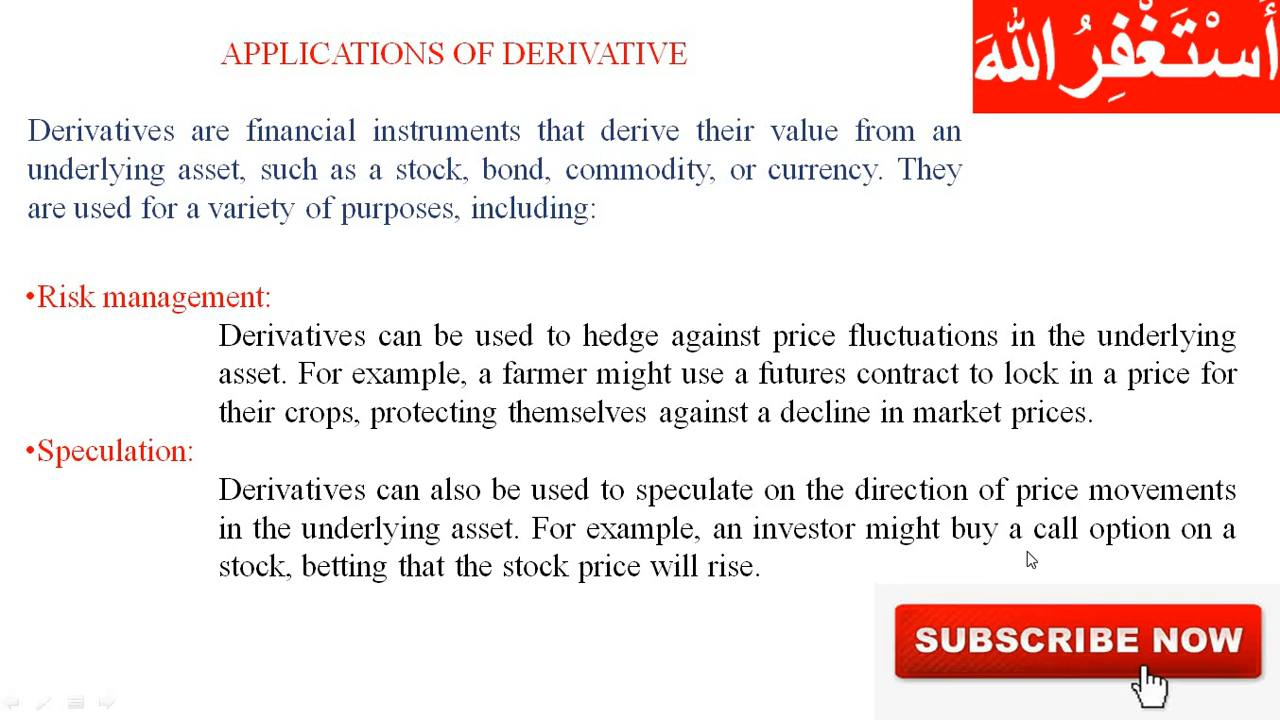 أَسْتَغْفِرُ اللهَ
APPLICATIONS OF DERIVATIVE
Derivatives are financial instruments that derive their value from an
underlying asset, such as a stock, bond, commodity, or currency. They
are used for a variety of purposes, including:
•Risk management:
Derivatives can be used to hedge against price fluctuations in the underlying
asset. For example, a farmer might use a futures contract to lock in a price for
their crops, protecting themselves against a decline in market prices.
•Speculation:
Derivatives can also be used to speculate on the direction of price movements
in the underlying asset. For example, an investor might buy a call option on a
stock, betting that the stock price will rise.
SUBSCRIBE NOW